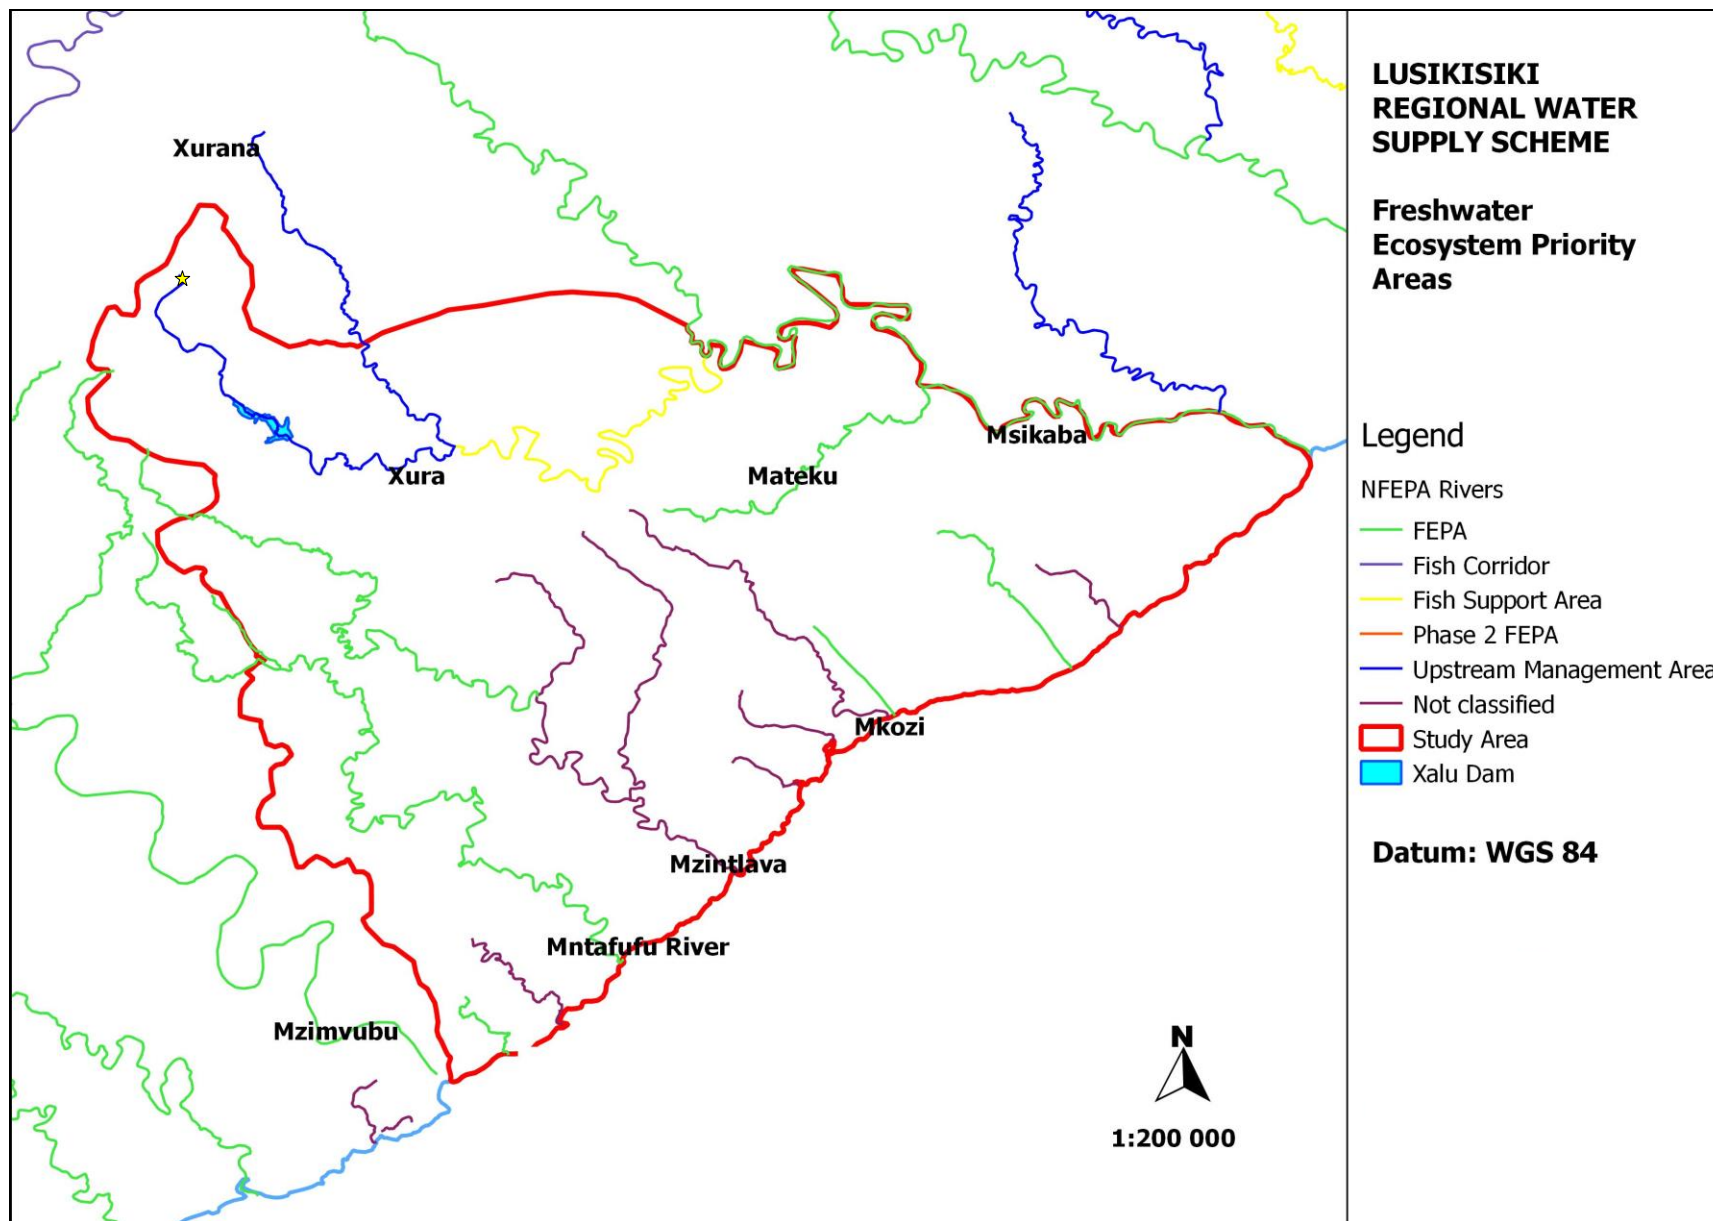 LUSIKISIKI
REGIONAL WATER
SUPPLY SCHEME
Freshwater
Ecosystem Priority
Areas
Legend
NFEPA Rivers
FEPA
Fish Corridor
Fish Support Area
Phase 2 FEPA
Upstream Management Area
Not classified
Study Area
Xalu Dam
Datum: WGS 84
Xurana
Xura
Mateku
Msikaba
Mkozi
Mzintlava
Mntafufu River
Mzimvubu
N
1:200 000